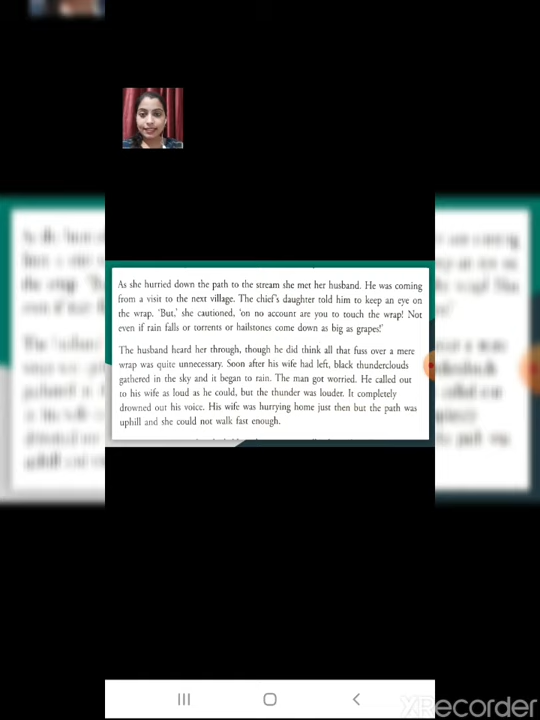 As she hurried down the path to the stream she met her husband. He was coming
from a visit to the next village. The chief's daughter told him to keep an eye on
the wrap. 'But,' she cautioned, 'on no account are you to touch the wrap! Not
even if rain falls or torrents or hailstones come down as big as grapes!'
The husband heard her through, though he did think all that fuss over a mere
wrap was quite unnecessary. Soon after his wife had left, black thunderclouds
gathered in the sky and it began to rain. The man got worried. He called out
to his wife as loud as he could, but the thunder was louder. It completely
drowned out his voice. His wife was hurrying home just then but the path was
uphill and she could not walk fast enough.
XRecorder